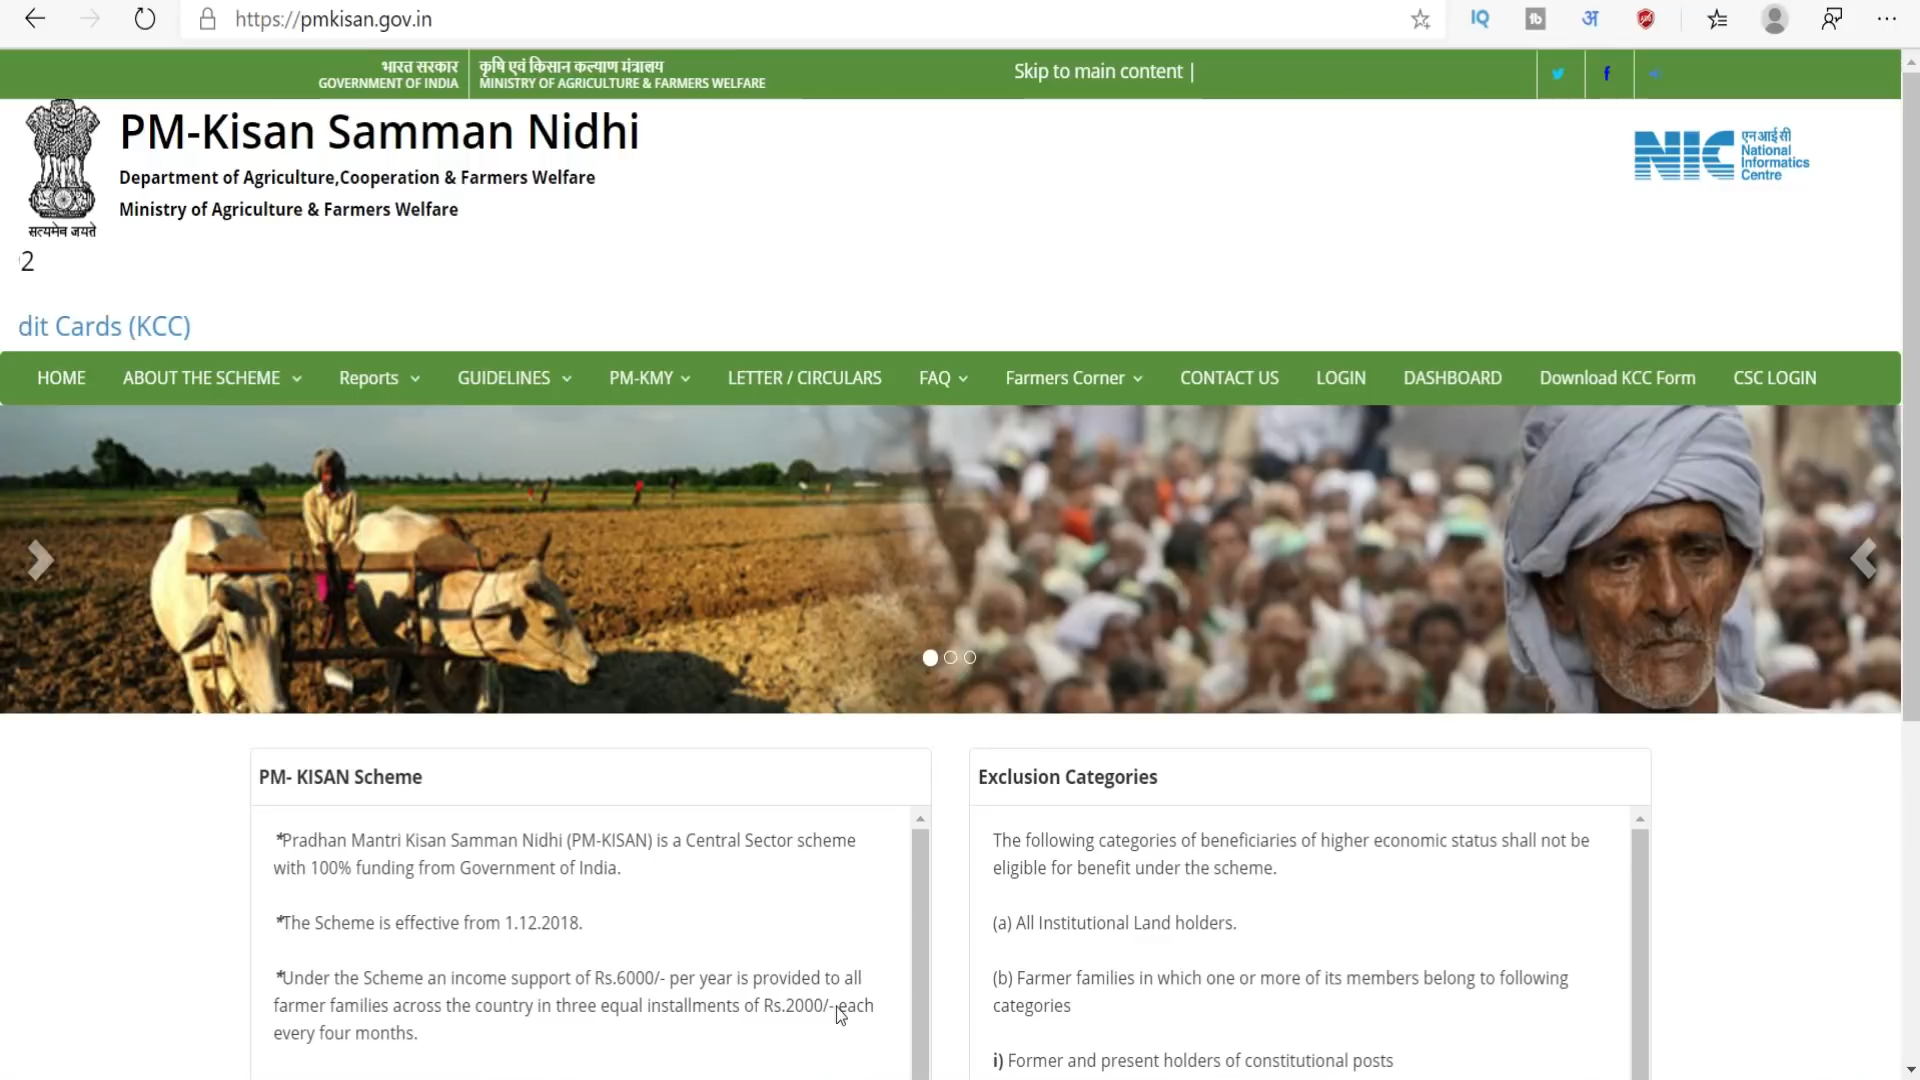 https://pmkisan.gov.in
भारत सरकार
GOVERNMENT OF INDIA
कृषि एवं किसान कल्याण मंत्रालय
MINISTRY OF AGRICULTURE & FARMERS WELFARE
Skip to main content |
PM-Kisan Samman Nidhi
Department of Agriculture,Cooperation & Farmers Welfare
Ministry of Agriculture & Farmers Welfare
सत्यमेव जयते
NIC
एन आई सी
National
Informatics
Centre
2
dit Cards (KCC)
HOME ABOUT THE SCHEME Reports GUIDELINES PM-KMY LETTER / CIRCULARS FAQ Farmers Corner CONTACT US LOGIN DASHBOARD Download KCC Form CSC LOGIN
PM- KISAN Scheme
*Pradhan Mantri Kisan Samman Nidhi (PM-KISAN) is a Central Sector scheme
with 100% funding from Government of India.
*The Scheme is effective from 1.12.2018.
*Under the Scheme an income support of Rs.6000/- per year is provided to all
farmer families across the country in three equal installments of Rs.2000/- each
every four months.
Exclusion Categories
The following categories of beneficiaries of higher economic status shall not be
eligible for benefit under the scheme.
(a) All Institutional Land holders.
(b) Farmer families in which one or more of its members belong to following
categories
i) Former and present holders of constitutional posts